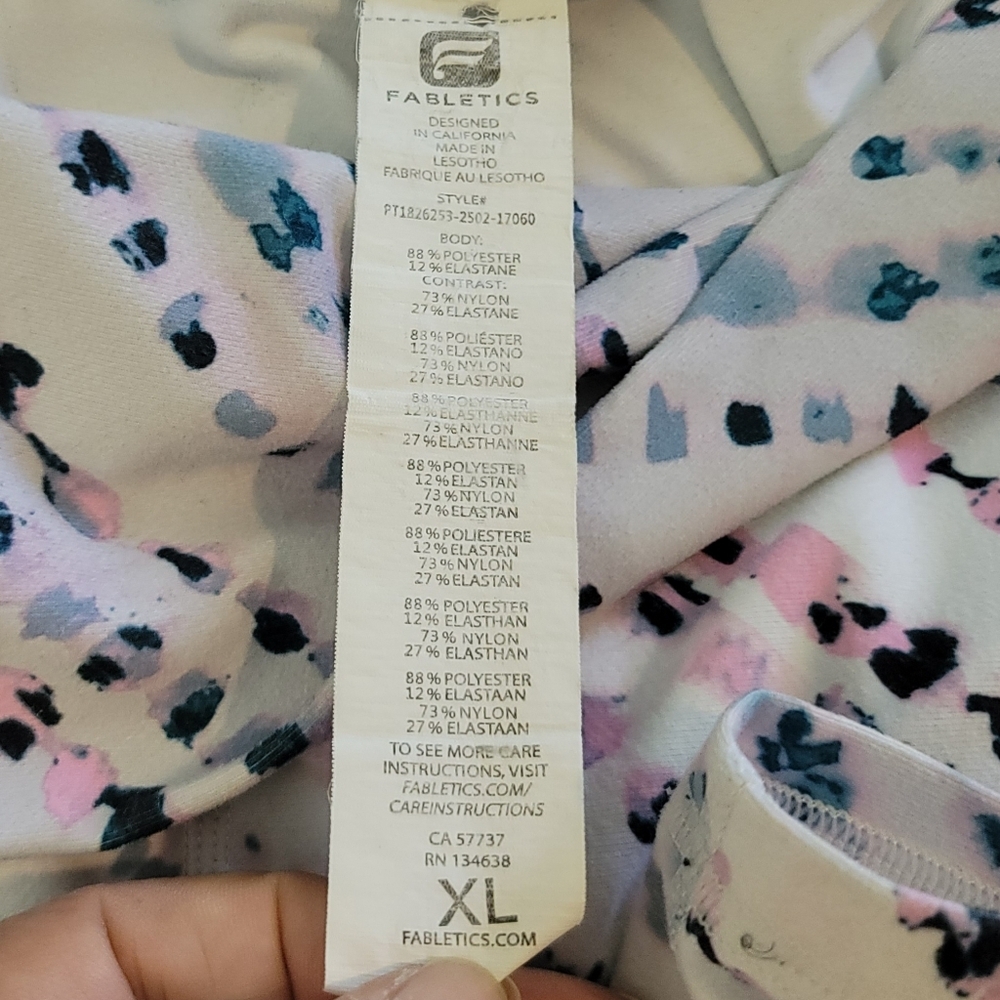 FABLETICS
DESIGNED
IN CALIFORNIA
MADE IN
LESOTHO
FABRIQUE AU LESOTHO
STYLE#
PT1826253-2502-17060
BODY:
88% POLYESTER
12% ELASTANE
CONTRAST:
73% NYLON
27% ELASTANE
88% POLIÉSTER
12% ELASTANO
73% NYLON
27% ELASTANO
88% POLYESTER
12% ELASTHANNE
73% NYLON
27% ELASTHANNE
88% POLYESTER
12% ELASTAN
73% NYLON
27% ELASTAN
88% POLIESTERE
12% ELASTAN
73% NYLON
27% ELASTAN
88% POLYESTER
12% ELASTHAN
73% NYLON
27% ELASTHAN
88% POLYESTER
12% ELASTAAN
73% NYLON
27% ELASTAAN
TO SEE MORE CARE
INSTRUCTIONS, VISIT
FABLETICS.COM/
CAREINSTRUCTIONS
CA 57737
RN 134638
XL
FABLETICS.COM